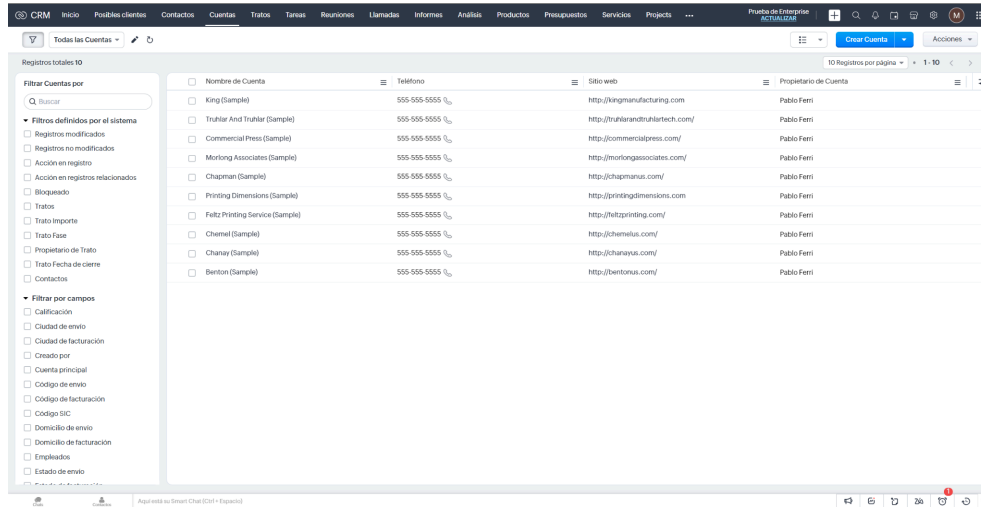 CRM Inicio Posibles clientes Contactos Cuentas Tratos Tareas Reuniones Llamadas Informes Análisis Productos Presupuestos Servicios Projects ... Prueba de Enterprise M
ACTUALIZAR
Todas las Cuentas Crear Cuenta Acciones
Registros totales 10 10 Registros por página 1 - 10
Filtrar Cuentas por
Buscar
Filtros definidos por el sistema
Registros modificados
Registros no modificados
Acción en registro
Acción en registros relacionados
Bloqueado
Tratos
Trato Importe
Trato Fase
Propietario de Trato
Trato Fecha de cierre
Contactos
Filtrar por campos
Calificación
Ciudad de envío
Ciudad de facturación
Creado por
Cuenta principal
Código de envío
Código de facturación
Código SIC
Domicilio de envío
Domicilio de facturación
Empleados
Estado de envío
Nombre de Cuenta Teléfono Sitio web Propietario de Cuenta
King (Sample) 555-555-5555 http://kingmanufacturing.com Pablo Ferri
Truhlar And Truhlar (Sample) 555-555-5555 http://truhlarandtruhlartech.com/ Pablo Ferri
Commercial Press (Sample) 555-555-5555 http://commercialpress.com/ Pablo Ferri
Morlong Associates (Sample) 555-555-5555 http://morlongassociates.com/ Pablo Ferri
Chapman (Sample) 555-555-5555 http://chapmanus.com/ Pablo Ferri
Printing Dimensions (Sample) 555-555-5555 http://printingdimensions.com Pablo Ferri
Feltz Printing Service (Sample) 555-555-5555 http://feltzprinting.com/ Pablo Ferri
Chemel (Sample) 555-555-5555 http://chemelus.com/ Pablo Ferri
Chanay (Sample) 555-555-5555 http://chanayus.com/ Pablo Ferri
Benton (Sample) 555-555-5555 http://bentonus.com/ Pablo Ferri
Chats Contactos Aquí está su Smart Chat (Ctrl + Espacio) 1